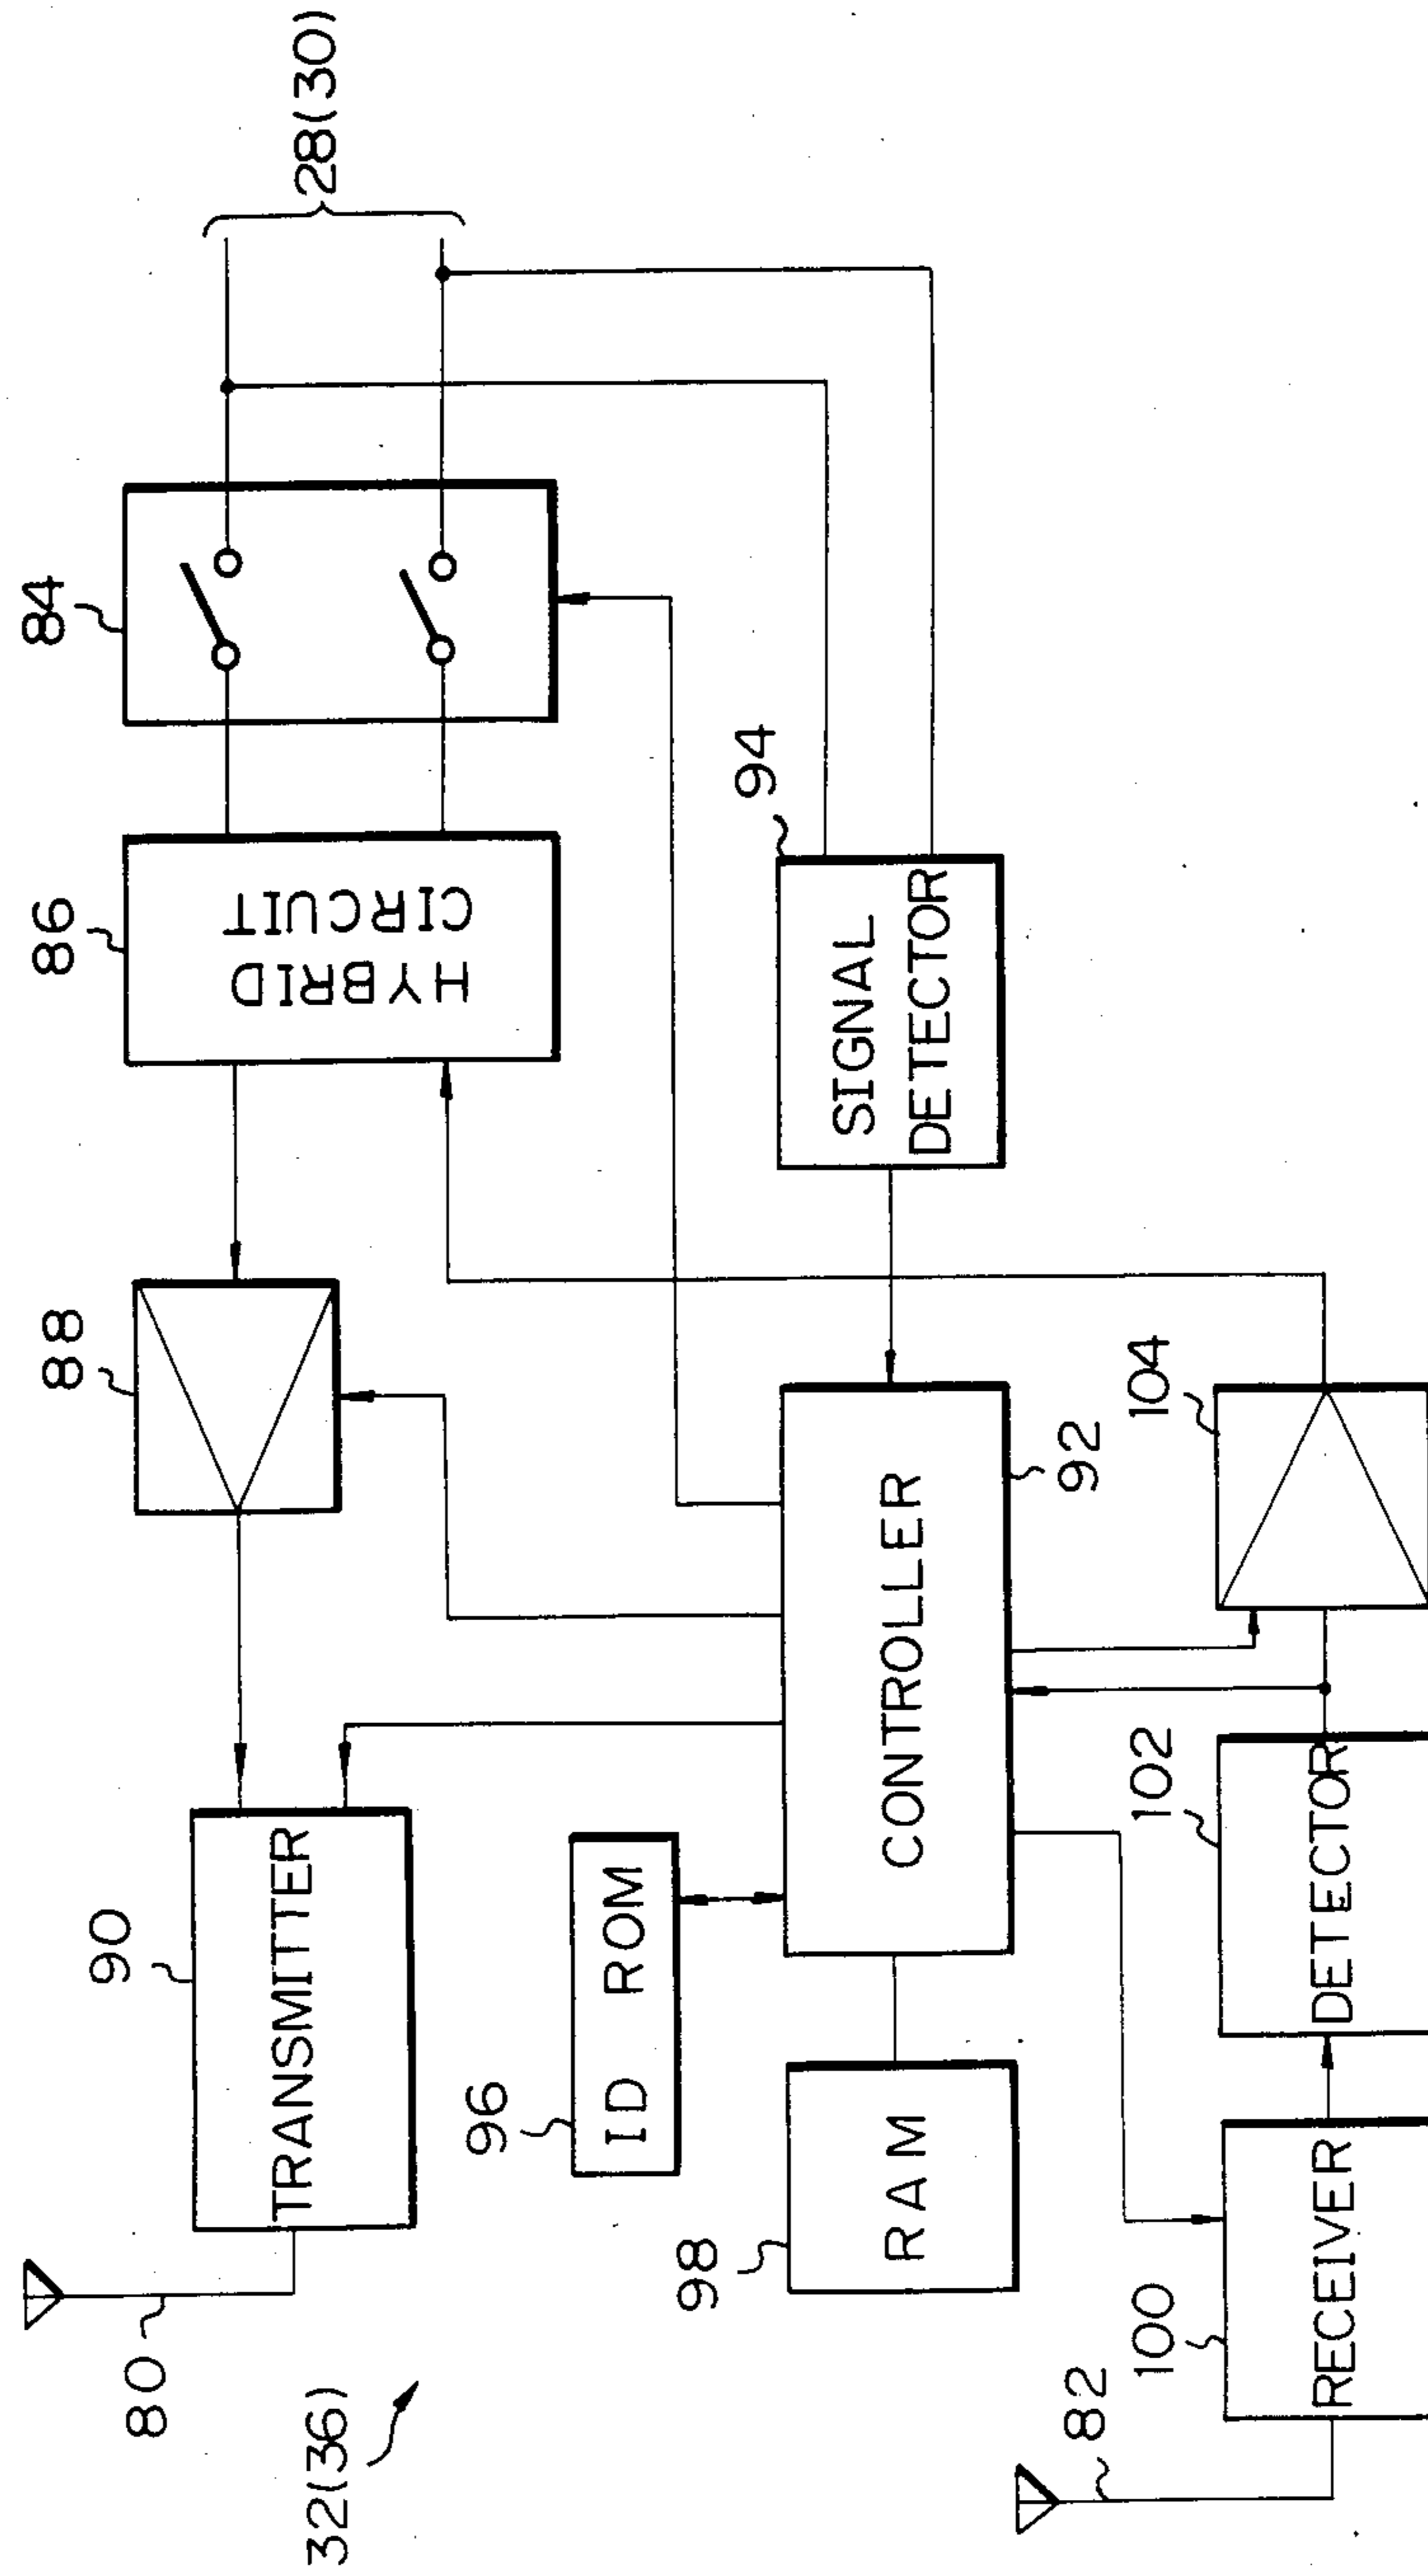 32(36)
80
90
88
86
84
28(30)
TRANSMITTER
HYBRID
CIRCUIT
96
ID ROM
98
RAM
CONTROLLER
92
94
SIGNAL
DETECTOR
82
100
RECEIVER
102
DETECTOR
104